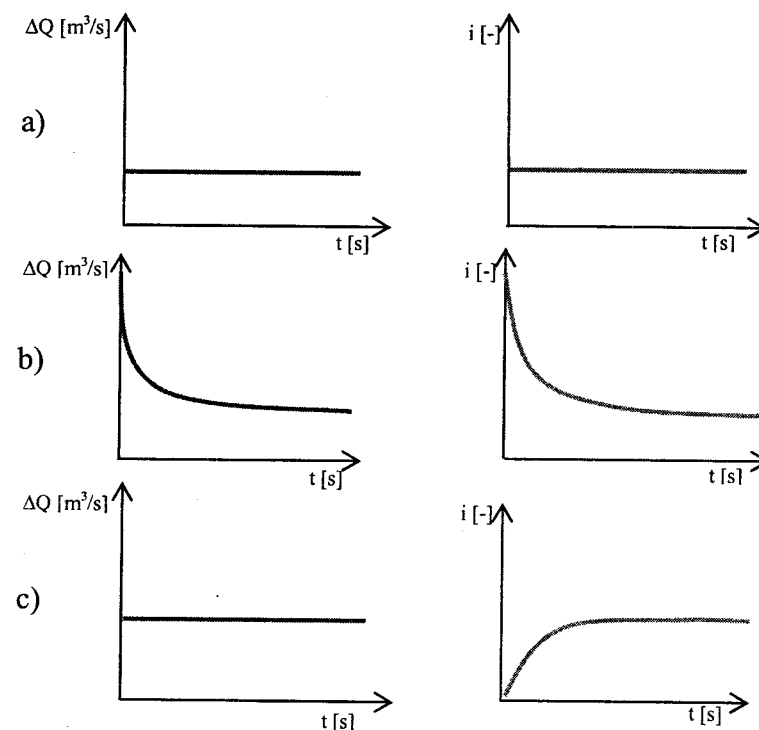 ΔQ [m³/s]
i [-]
a)
t [s]
t [s]
ΔQ [m³/s]
i [-]
b)
t [s]
t [s]
ΔQ [m³/s]
i [-]
c)
t [s]
t [s]